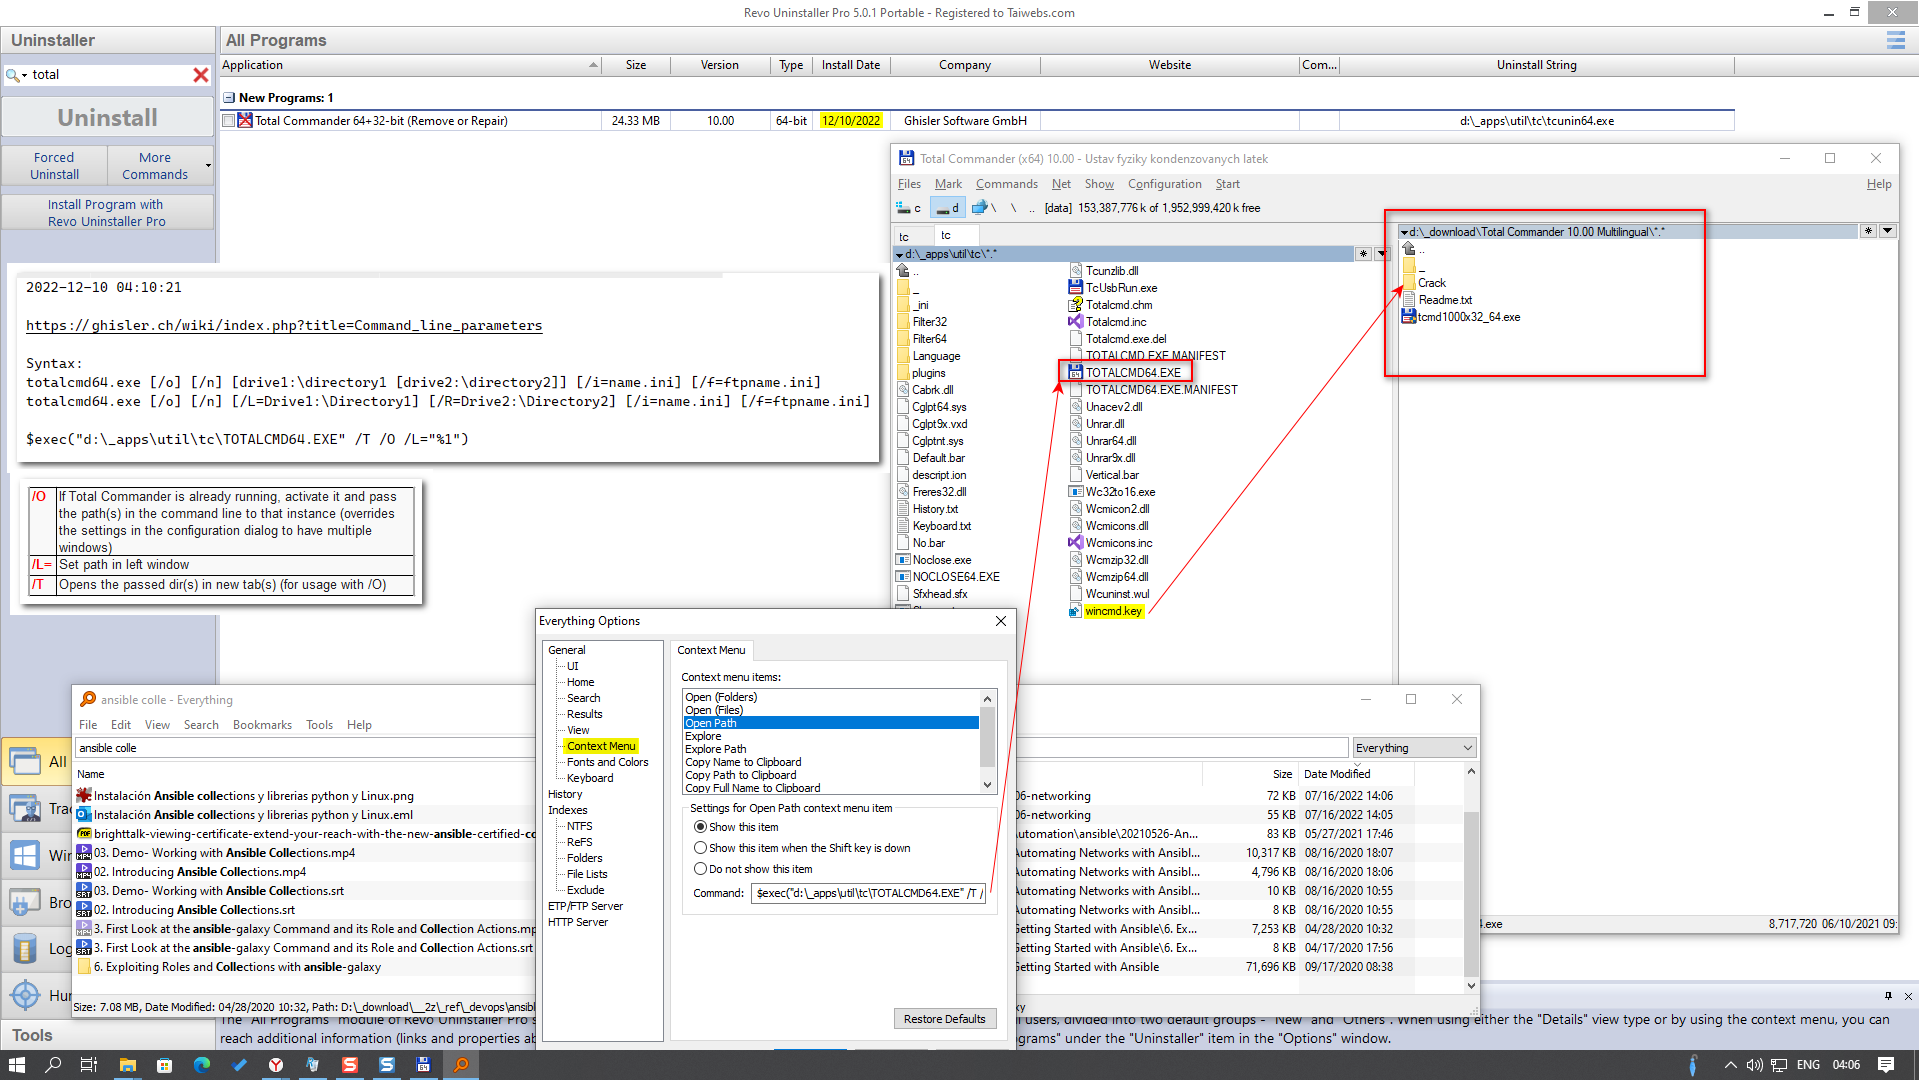 Revo Uninstaller Pro 5.0.1 Portable - Registered to Taiwebs.com
Uninstaller
total
Uninstall
Forced Uninstall
More Commands
Install Program with
Revo Uninstaller Pro
All Programs
Application Size Version Type Install Date Company Website Com... Uninstall String
New Programs: 1
Total Commander 64+32-bit (Remove or Repair) 24.33 MB 10.00 64-bit 12/10/2022 Ghisler Software GmbH d:\_apps\util\tc\tcunin64.exe
2022-12-10 04:10:21
https://ghisler.ch/wiki/index.php?title=Command_line_parameters
Syntax:
totalcmd64.exe [/o] [/n] [drive1:\directory1 [drive2:\directory2]] [/i=name.ini] [/f=ftpname.ini]
totalcmd64.exe [/o] [/n] [/L=Drive1:\Directory1] [/R=Drive2:\Directory2] [/i=name.ini] [/f=ftpname.ini]
$exec("d:\_apps\util\tc\TOTALCMD64.EXE" /T /O /L="%1")
/O If Total Commander is already running, activate it and pass
the path(s) in the command line to that instance (overrides
the settings in the configuration dialog to have multiple
windows)
/L= Set path in left window
/T Opens the passed dir(s) in new tab(s) (for usage with /O)
Total Commander (x64) 10.00 - Ustav fyziky kondenzovanych latek
Files Mark Commands Net Show Configuration Start Help
c d \ \ .. [data] 153,387,776 k of 1,952,999,420 k free
tc tc
d:\_apps\util\tc\*.*
..
_
_ini
Filter32
Filter64
Language
plugins
Cabrk.dll
Cglpt64.sys
Cglpt9x.vxd
Cglptnt.sys
Default.bar
descript.ion
Freres32.dll
History.txt
Keyboard.txt
No.bar
Noclose.exe
NOCLOSE64.EXE
Sfxhead.sfx
Tcunzlib.dll
TcUsbRun.exe
Totalcmd.chm
Totalcmd.inc
Totalcmd.exe.del
TOTALCMD.EXE.MANIFEST
TOTALCMD64.EXE
TOTALCMD64.EXE.MANIFEST
Unacev2.dll
Unrar.dll
Unrar64.dll
Unrar9x.dll
Vertical.bar
Wc32to16.exe
Wcmicon2.dll
Wcmicons.dll
Wcmicons.inc
Wcmzip32.dll
Wcmzip64.dll
Wcuninst.wul
wincmd.key
d:\_download\Total Commander 10.00 Multilingual\*.*
..
_
Crack
Readme.txt
tcmd1000x32_64.exe
4.exe 8,717,720 06/10/2021 09:
Everything Options
General
UI
Home
Search
Results
View
Context Menu
Fonts and Colors
Keyboard
History
Indexes
NTFS
ReFS
Folders
File Lists
Exclude
ETP/FTP Server
HTTP Server
Context Menu
Context menu items:
Open (Folders)
Open (Files)
Open Path
Explore
Explore Path
Copy Name to Clipboard
Copy Path to Clipboard
Copy Full Name to Clipboard
Settings for Open Path context menu item
Show this item
Show this item when the Shift key is down
Do not show this item
Command: $exec("d:\_apps\util\tc\TOTALCMD64.EXE" /T /
Restore Defaults
ansible colle - Everything
File Edit View Search Bookmarks Tools Help
ansible colle Everything
Name Size Date Modified
Instalación Ansible collections y librerias python y Linux.png 06-networking 72 KB 07/16/2022 14:06
Instalación Ansible collections y librerias python y Linux.eml 06-networking 55 KB 07/16/2022 14:05
brighttalk-viewing-certificate-extend-your-reach-with-the-new-ansible-certified-co Automation\ansible\20210526-An... 83 KB 05/27/2021 17:46
03. Demo- Working with Ansible Collections.mp4 Automating Networks with Ansibl... 10,317 KB 08/16/2020 18:07
02. Introducing Ansible Collections.mp4 Automating Networks with Ansibl... 4,796 KB 08/16/2020 18:06
03. Demo- Working with Ansible Collections.srt Automating Networks with Ansibl... 10 KB 08/16/2020 10:55
02. Introducing Ansible Collections.srt Automating Networks with Ansibl... 8 KB 08/16/2020 10:55
3. First Look at the ansible-galaxy Command and its Role and Collection Actions.mp Getting Started with Ansible\6. Ex... 7,253 KB 04/28/2020 10:32
3. First Look at the ansible-galaxy Command and its Role and Collection Actions.srt Getting Started with Ansible\6. Ex... 8 KB 04/17/2020 17:56
6. Exploiting Roles and Collections with ansible-galaxy Getting Started with Ansible 71,696 KB 09/17/2020 08:38
Size: 7.08 MB, Date Modified: 04/28/2020 10:32, Path: D:\_download\__2z\_ref\_devops\ansibl xy
All
Tra
Win
Bro
Log
Hun
Tools
The "All Programs" module of Revo Uninstaller Pro s l users, divided into two default groups - "New" and "Others". When using either the "Details" view type or by using the context menu, you can
reach additional information (links and properties ab ograms" under the "Uninstaller" item in the "Options" window.
ENG 04:06